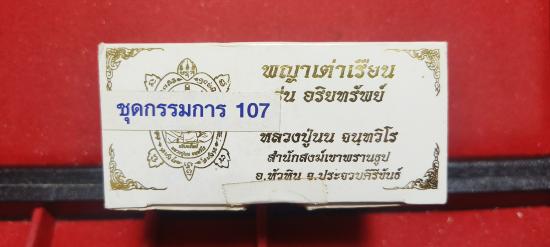 พญาเต่าเรือน
รุ่น อริยทรัพย์
ชุดกรรมการ 107
หลวงปู่นน จนฺทวิโร
สำนักสงฆ์เขาพรานธูป
อ.หัวหิน จ.ประจวบคีรีขันธ์